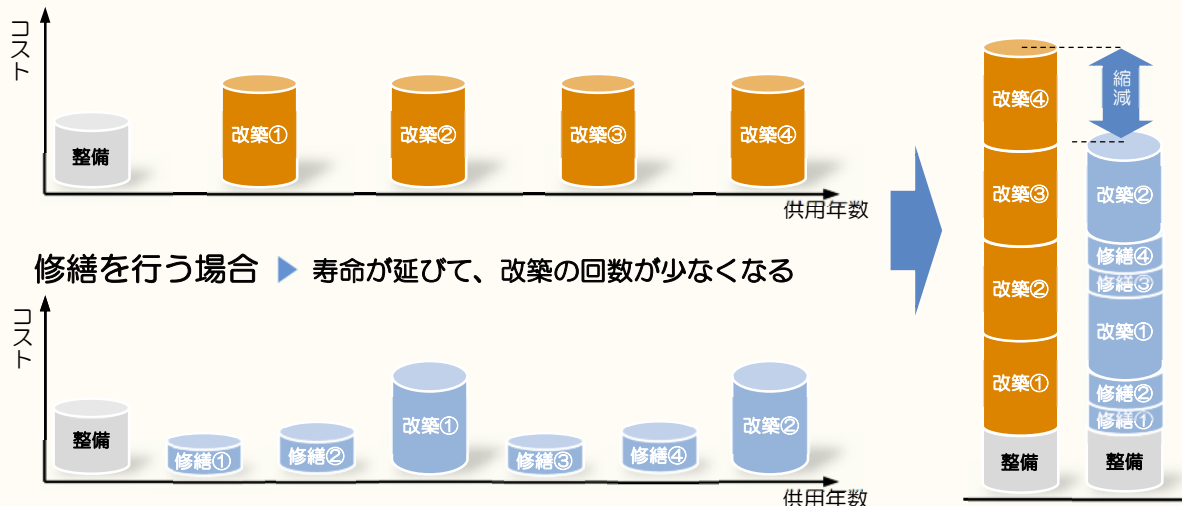 コスト
整備
改築①
改築②
改築③
改築④
供用年数
修繕を行う場合 ▶ 寿命が延びて、改築の回数が少なくなる
コスト
整備
修繕①
修繕②
改築①
修繕③
修繕④
改築②
供用年数
改築④
改築③
改築②
改築①
整備
縮減
改築②
修繕④
修繕③
改築①
修繕②
修繕①
整備